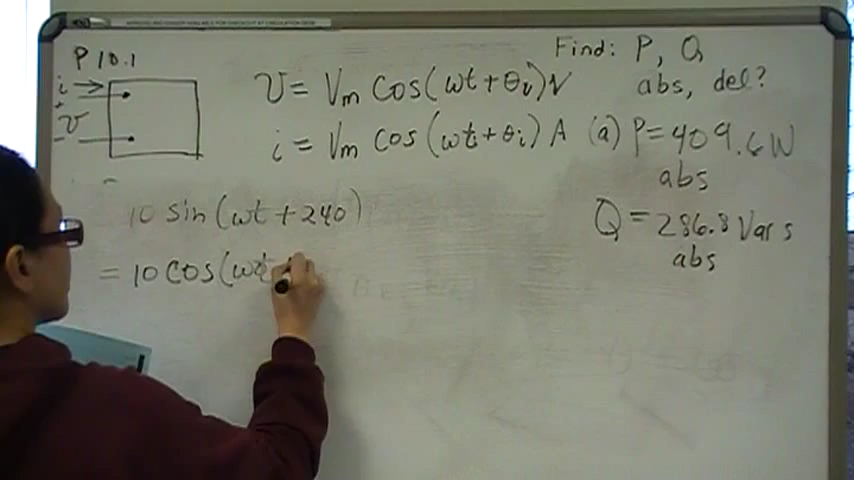 P 10.1
Find: P, Q
abs, del?
i
+
v
-
v = Vm cos(ωt + θv) V
i = Vm cos(ωt + θi) A
(a) P = 409.6 W
abs
Q = 286.8 Vars
abs
10 sin(ωt + 240)
= 10 cos(ωt